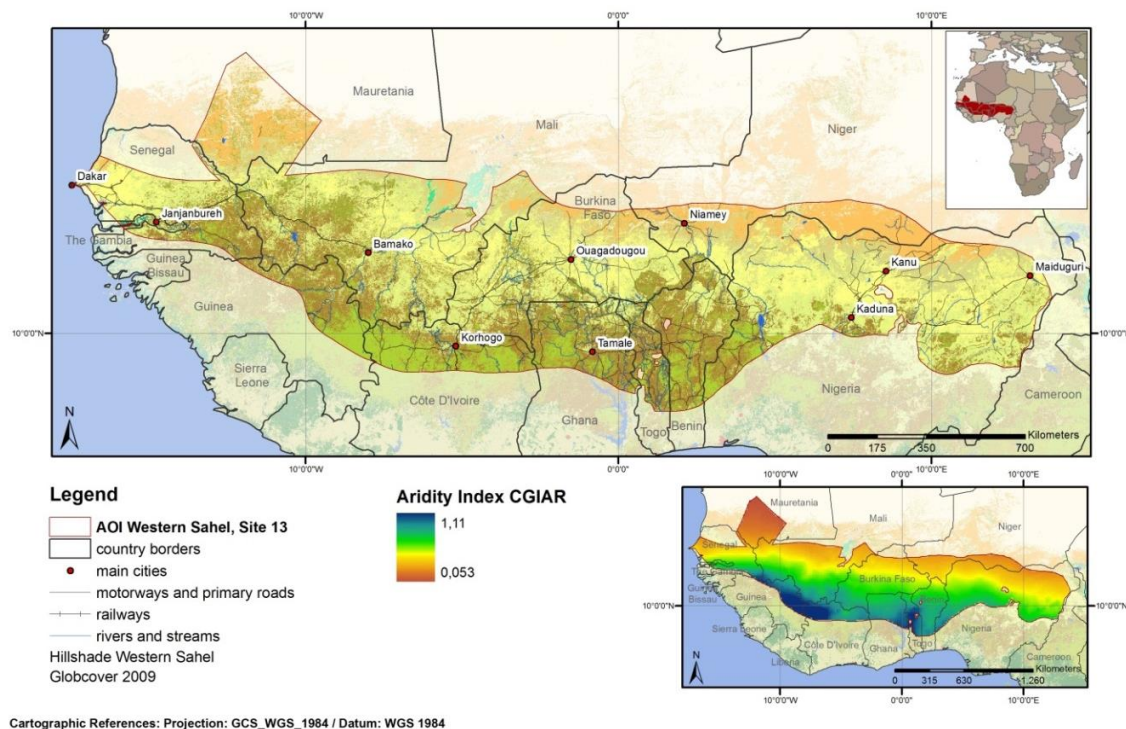 10°0'0"W
0°0'0"
10°0'0"E
Mauretania
Mali
Niger
Senegal
Dakar
Burkina
Faso
Niamey
Janjanbureh
The Gambia
Bamako
Ouagadougou
Kanu
Maiduguri
Guinea
Bissau
Guinea
Kaduna
10°0'0"N
10°0'0"N
Korhogo
Tamale
Sierra
Leone
Côte D'Ivoire
Ghana
Togo
Benin
Nigeria
Cameroon
N
Kilometers
0 175 350 700
10°0'0"W
0°0'0"
10°0'0"E
Legend
AOI Western Sahel, Site 13
country borders
main cities
motorways and primary roads
railways
rivers and streams
Hillshade Western Sahel
Globcover 2009
Aridity Index CGIAR
1,11
0,053
10°0'0"W
0°0'0"
10°0'0"E
Mauretania
Mali
Niger
Senegal
The Gambia
Guinea
Bissau
Guinea
Burkina Faso
Benin
10°0'0"N
10°0'0"N
Sierra Leone
Côte D'Ivoire
Ghana
Togo
Nigeria
Liberia
Cameroon
N
Kilometers
0 315 630 1.260
10°0'0"W
0°0'0"
10°0'0"E
Cartographic References: Projection: GCS_WGS_1984 / Datum: WGS 1984